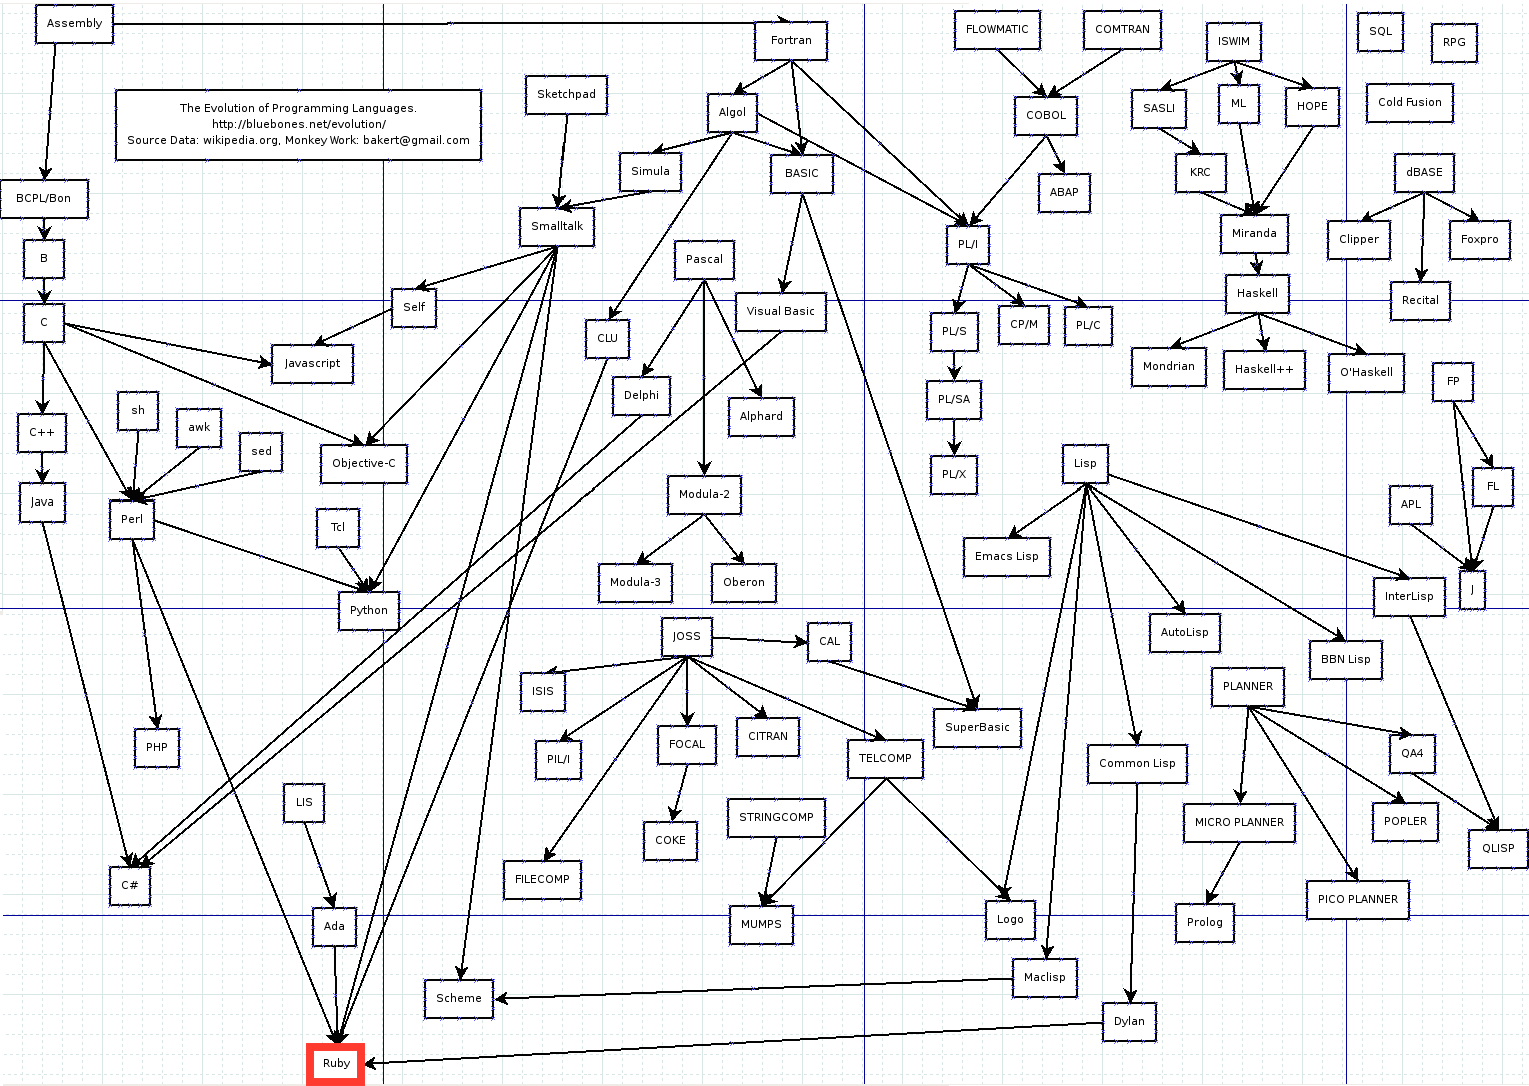 Assembly
Fortran
FLOWMATIC
COMTRAN
ISWIM
SQL
RPG
Sketchpad
The Evolution of Programming Languages.
http://bluebones.net/evolution/
Source Data: wikipedia.org, Monkey Work: bakert@gmail.com
Algol
COBOL
SASLI
ML
HOPE
Cold Fusion
Simula
BASIC
ABAP
KRC
dBASE
BCPL/Bon
Smalltalk
PL/I
Miranda
Clipper
Foxpro
B
Pascal
Self
Visual Basic
Haskell
Recital
C
CLU
PL/S
CP/M
PL/C
Javascript
Mondrian
Haskell++
O'Haskell
FP
sh
awk
Delphi
Alphard
PL/SA
C++
sed
Objective-C
Lisp
PL/X
FL
Java
Perl
Modula-2
APL
Tcl
Emacs Lisp
Modula-3
Oberon
InterLisp
J
Python
JOSS
CAL
AutoLisp
BBN Lisp
ISIS
PLANNER
PHP
PIL/I
FOCAL
CITRAN
SuperBasic
TELCOMP
Common Lisp
QA4
LIS
STRINGCOMP
MICRO PLANNER
POPLER
COKE
QLISP
C#
FILECOMP
PICO PLANNER
Ada
MUMPS
Logo
Prolog
Scheme
Maclisp
Dylan
Ruby